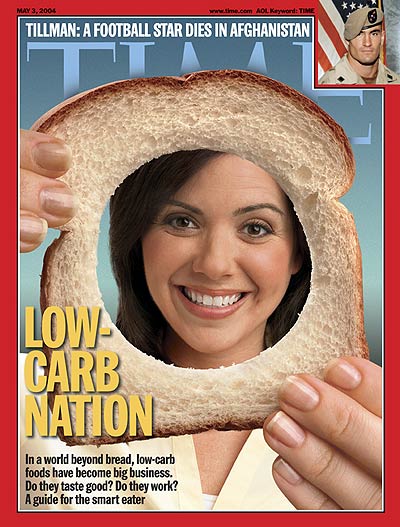 MAY 3, 2004
www.time.com AOL Keyword: TIME
TILLMAN: A FOOTBALL STAR DIES IN AFGHANISTAN
TIME
LOW-
CARB
NATION
In a world beyond bread, low-carb
foods have become big business.
Do they taste good? Do they work?
A guide for the smart eater